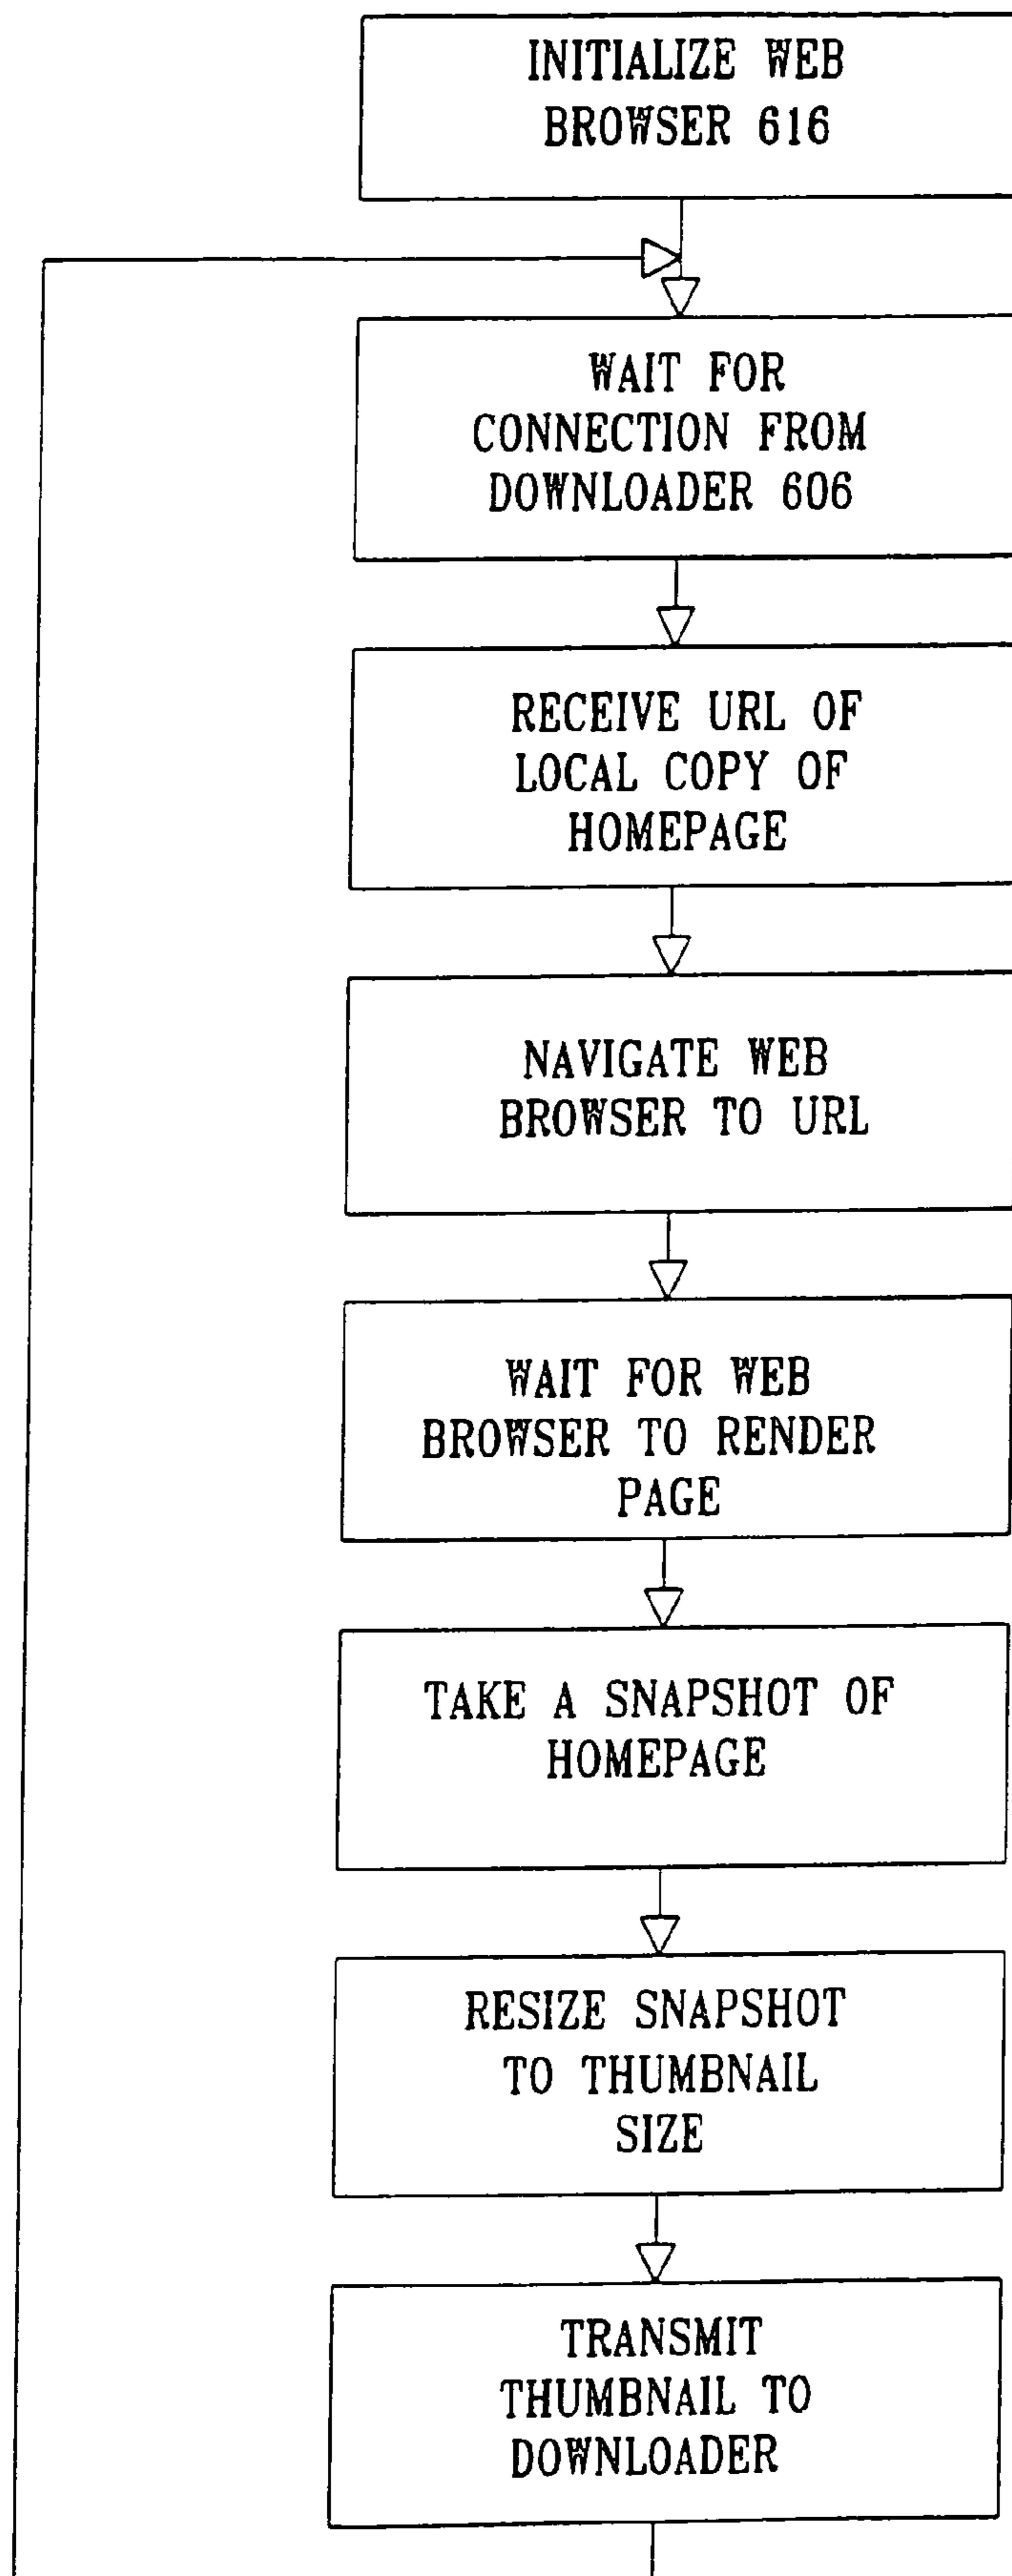 INITIALIZE WEB
BROWSER 616
WAIT FOR
CONNECTION FROM
DOWNLOADER 606
RECEIVE URL OF
LOCAL COPY OF
HOMEPAGE
NAVIGATE WEB
BROWSER TO URL
WAIT FOR WEB
BROWSER TO RENDER
PAGE
TAKE A SNAPSHOT OF
HOMEPAGE
RESIZE SNAPSHOT
TO THUMBNAIL
SIZE
TRANSMIT
THUMBNAIL TO
DOWNLOADER